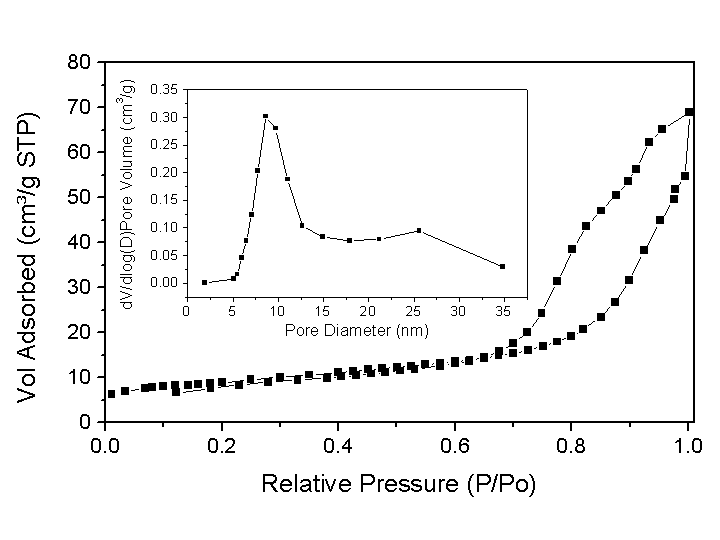 80
70
60
50
40
30
20
10
0
Vol Adsorbed (cm³/g STP)
0.0 0.2 0.4 0.6 0.8 1.0
Relative Pressure (P/Po)
0.35
0.30
0.25
0.20
0.15
0.10
0.05
0.00
dV/dlog(D)Pore Volume (cm³/g)
0 5 10 15 20 25 30 35
Pore Diameter (nm)